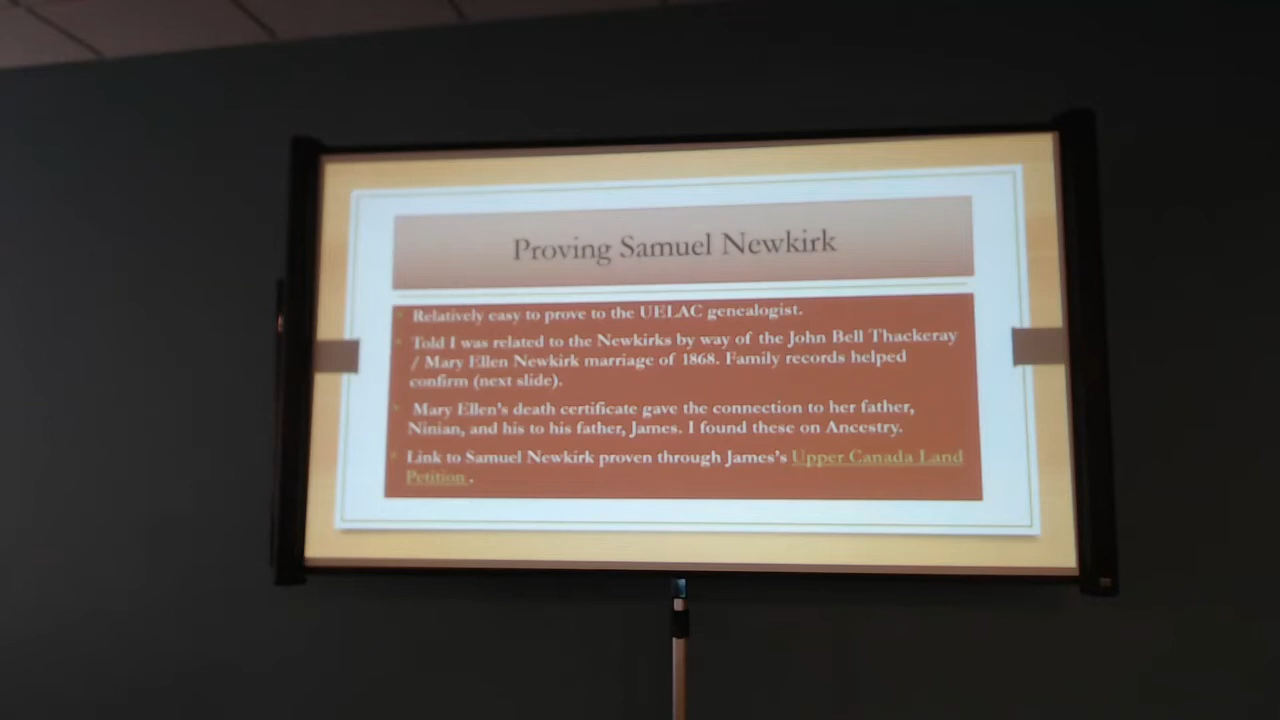 Proving Samuel Newkirk
Relatively easy to prove to the UELAC genealogist.
Told I was related to the Newkirks by way of the John Bell Thackeray
/ Mary Ellen Newkirk marriage of 1868. Family records helped
confirm (next slide).
Mary Ellen's death certificate gave the connection to her father,
Ninian, and his to his father, James. I found these on Ancestry.
Link to Samuel Newkirk proven through James's Upper Canada Land
Petition .